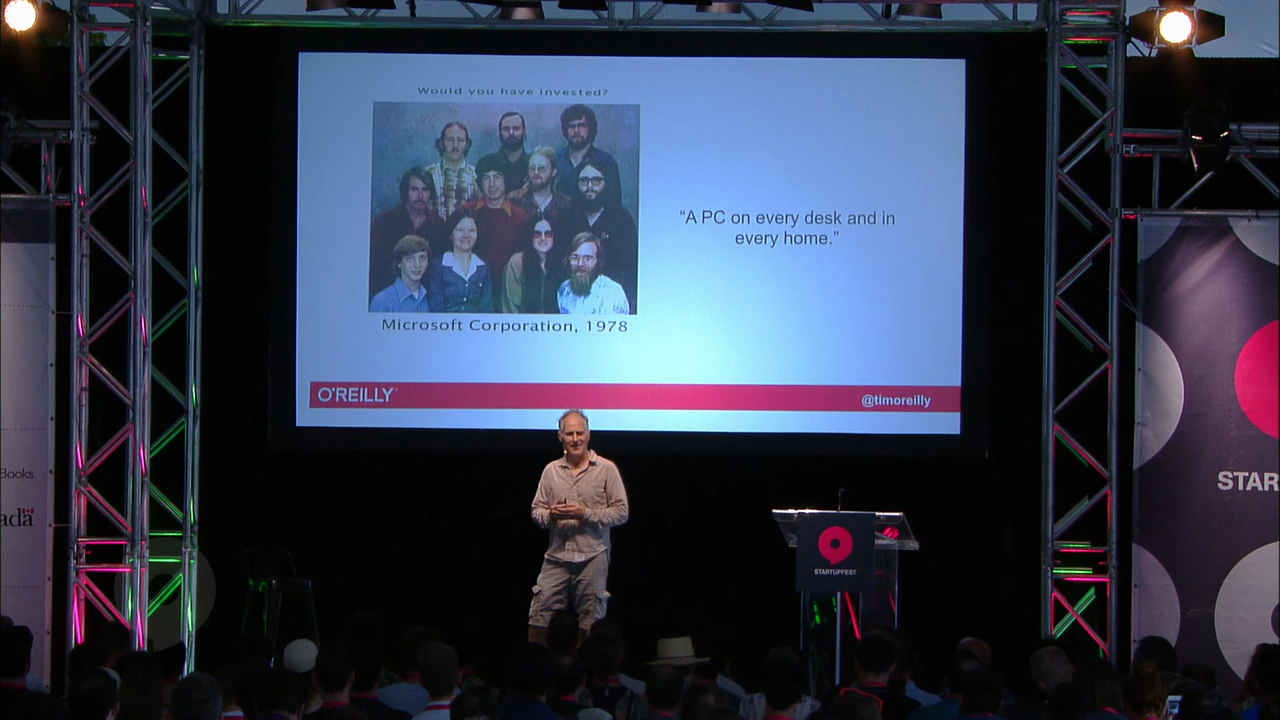 Would you have invested?
“A PC on every desk and in
every home.”
Microsoft Corporation, 1978
O'REILLY
@timoreilly
Books.
STAR
STARTUPFEST